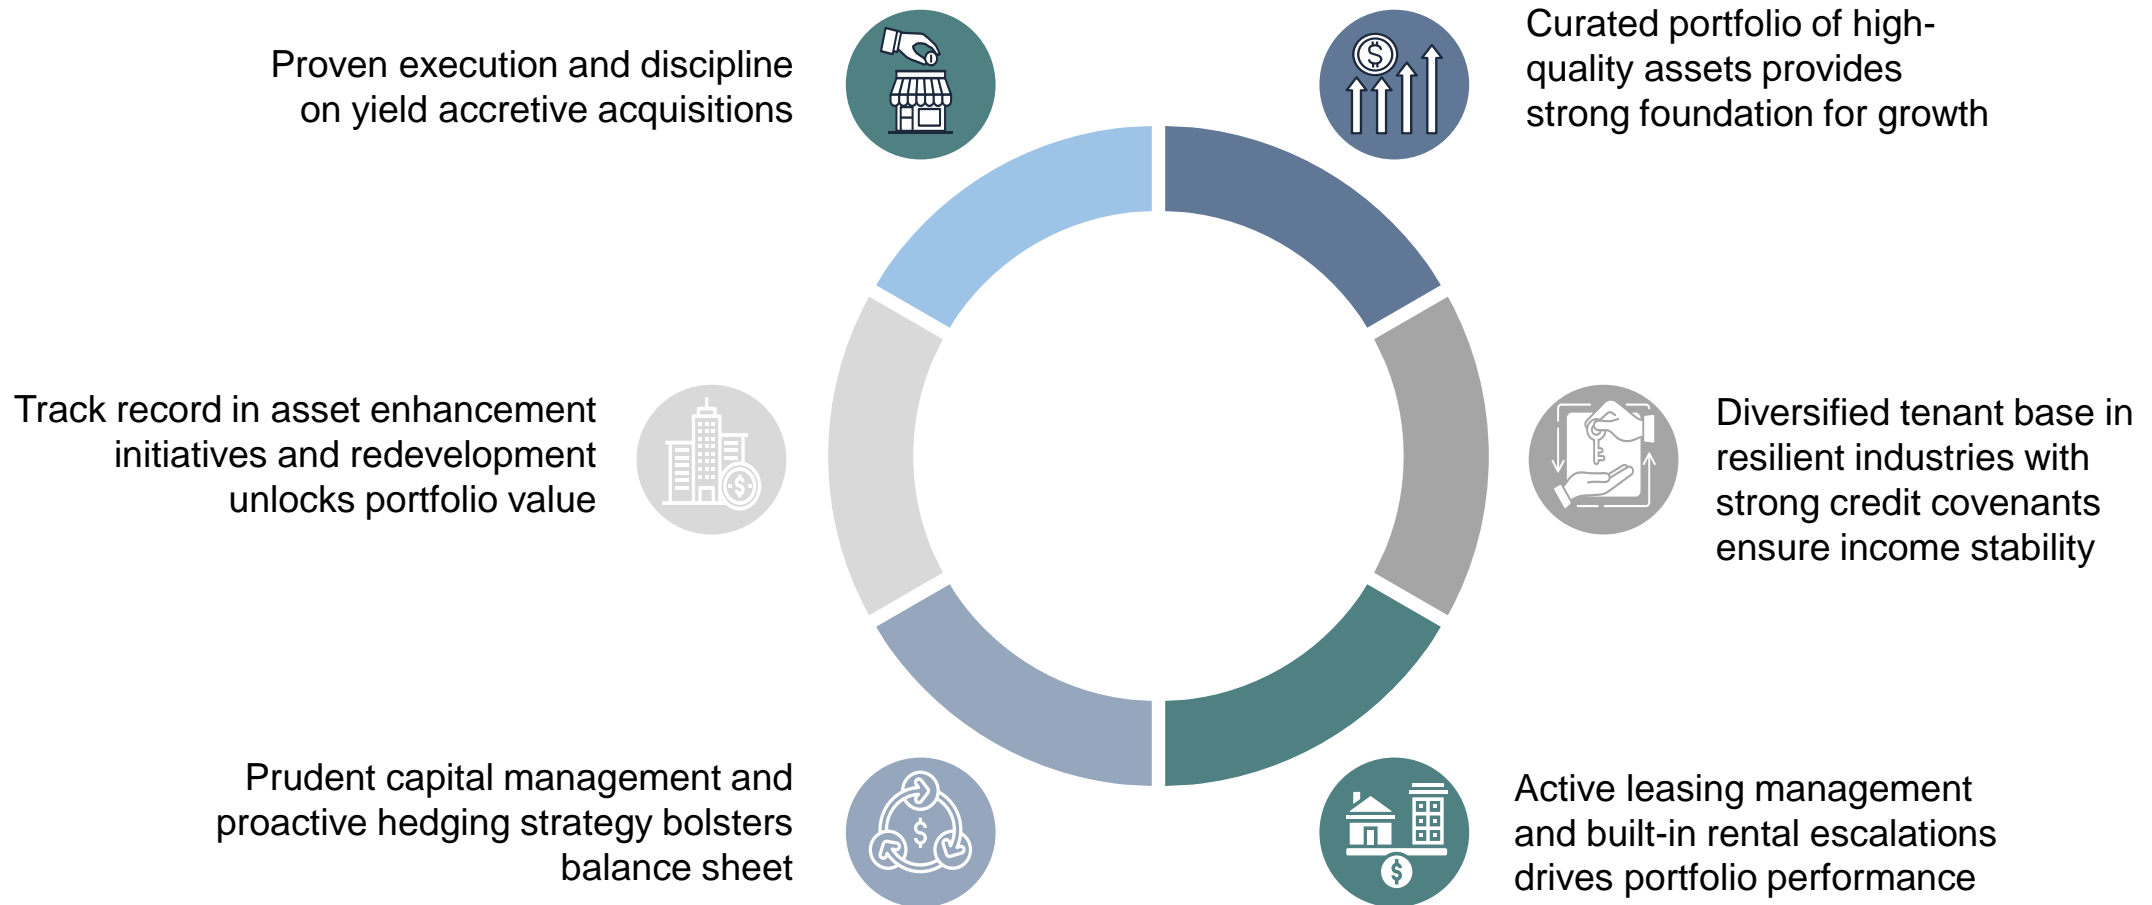 Proven execution and discipline
on yield accretive acquisitions
Curated portfolio of high-
quality assets provides
strong foundation for growth
Track record in asset enhancement
initiatives and redevelopment
unlocks portfolio value
Diversified tenant base in
resilient industries with
strong credit covenants
ensure income stability
Prudent capital management and
proactive hedging strategy bolsters
balance sheet
Active leasing management
and built-in rental escalations
drives portfolio performance